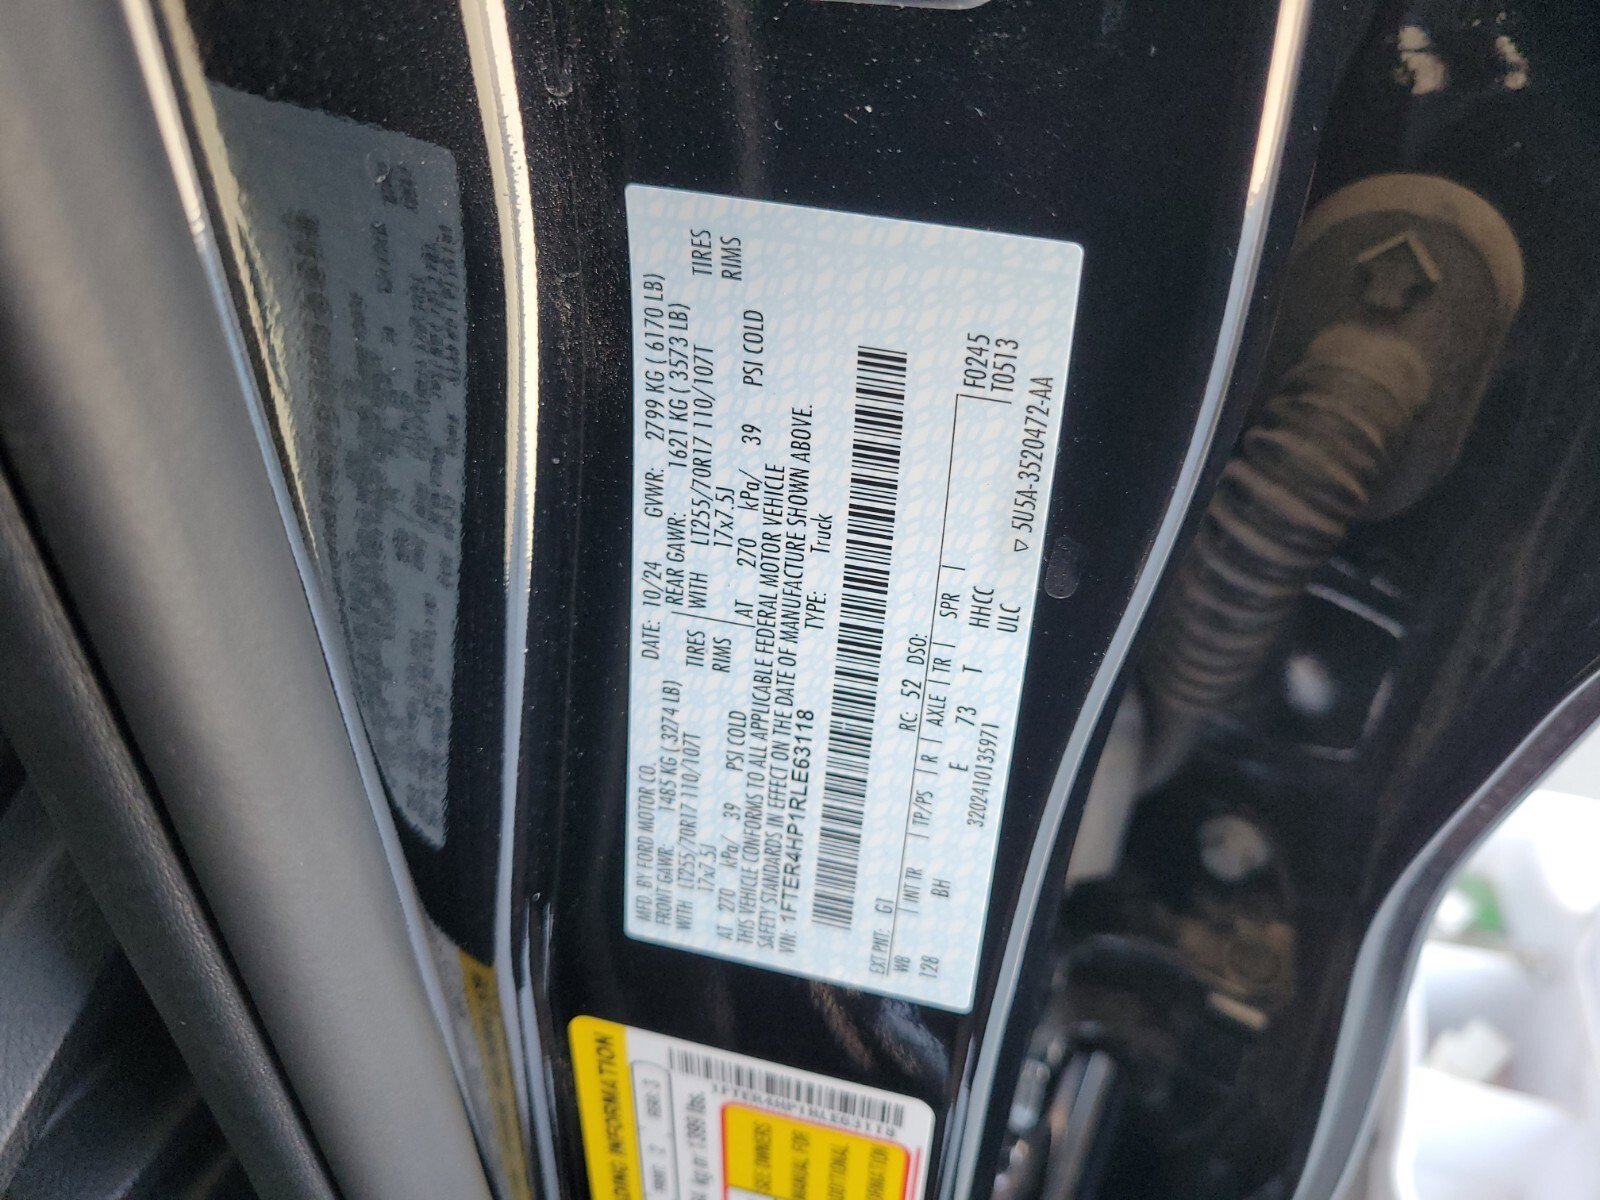 MFD. BY FORD MOTOR CO. DATE: 10/24 GVWR: 2799 KG ( 6170 LB)
FRONT GAWR: 1485 KG ( 3274 LB) REAR GAWR: 1621 KG ( 3573 LB)
WITH LT255/70R17 110/107T TIRES WITH LT255/70R17 110/107T TIRES
17x7.5J RIMS 17x7.5J RIMS
AT 270 kPa/ 39 PSI COLD AT 270 kPa/ 39 PSI COLD
THIS VEHICLE CONFORMS TO ALL APPLICABLE FEDERAL MOTOR VEHICLE
SAFETY STANDARDS IN EFFECT ON THE DATE OF MANUFACTURE SHOWN ABOVE.
VIN: 1FTER4HP1RLE63118 TYPE: Truck
EXT PNT: G1 RC: 52 DSO:
WB INT TR TP/PS R AXLE TR SPR F0245
128 BH E 73 T HHCC T0513
3202410135971 ULC
5U5A-3520472-AA
1FTER4HP1RLE63118